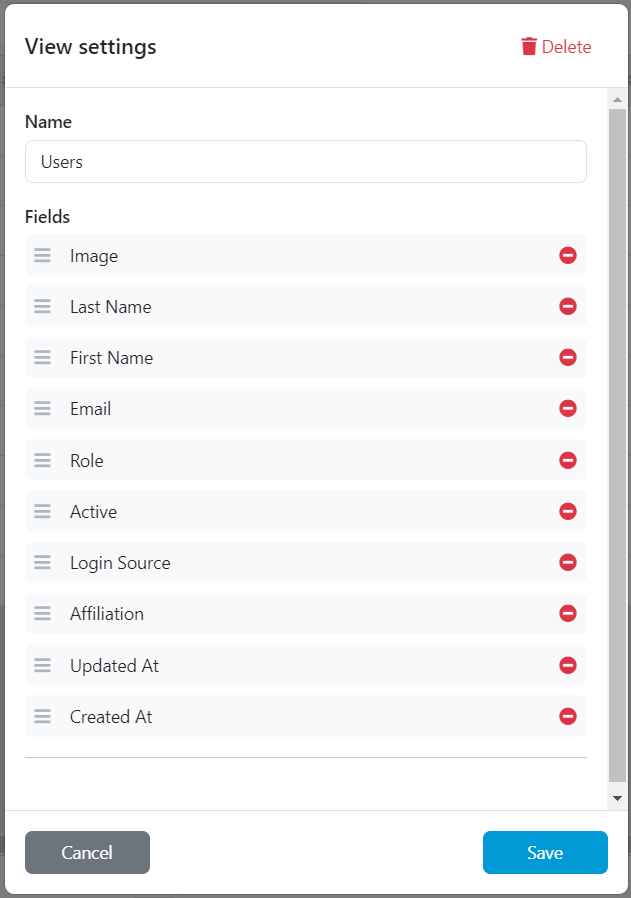 View settings
Delete
Name
Users
Fields
Image
Last Name
First Name
Email
Role
Active
Login Source
Affiliation
Updated At
Created At
Cancel
Save